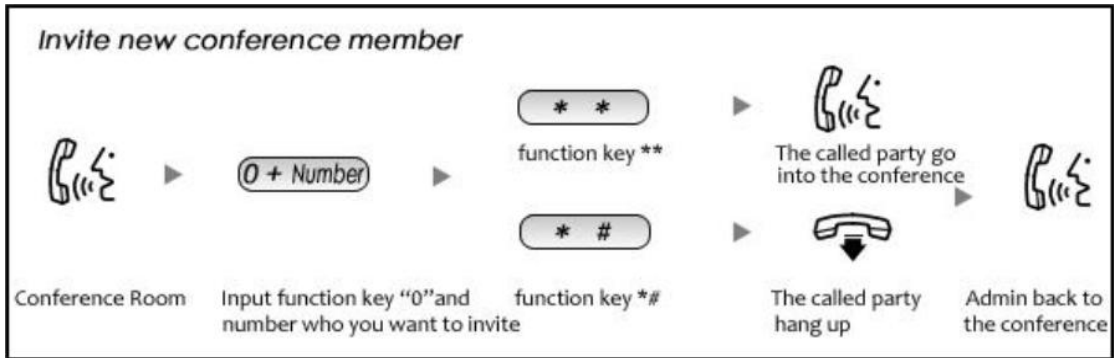 Invite new conference member
* *
function key **
The called party go
into the conference
0 + Number
* #
Conference Room
Input function key “0”and
number who you want to invite
function key *#
The called party
hang up
Admin back to
the conference